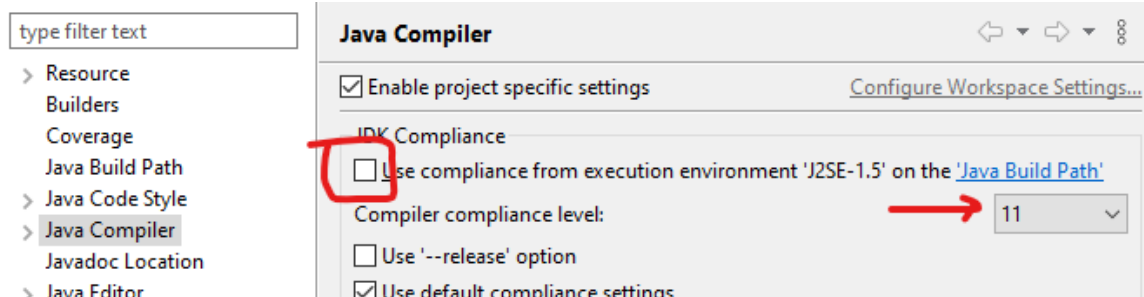 type filter text
Resource
Builders
Coverage
Java Build Path
Java Code Style
Java Compiler
Javadoc Location
Java Editor
Java Compiler
Enable project specific settings
Configure Workspace Settings...
JDK Compliance
Use compliance from execution environment 'J2SE-1.5' on the 'Java Build Path'
Compiler compliance level:
11
Use '--release' option
Use default compliance settings